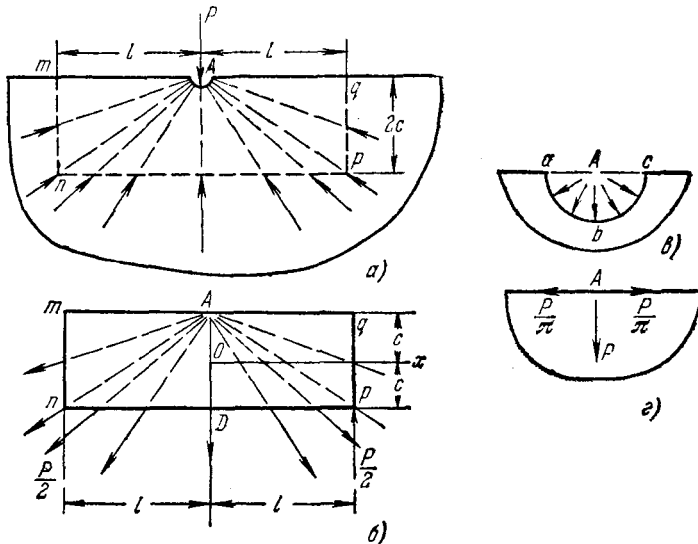 P
l l
m A q
2c
n p
а)
a A c
b
в)
m A q
c
O x
c
n D p
P/2 P/2
l l
б)
A
P/π P/π
P
г)